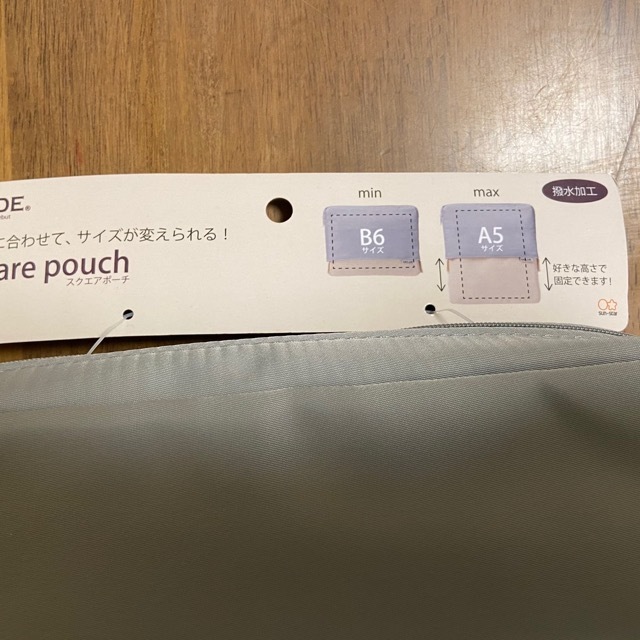 DE®
に合わせて、サイズが変えられる！
are pouch
スクエアポーチ
min
B6
サイズ
max
A5
サイズ
撥水加工
好きな高さで
固定できます！
sun-star